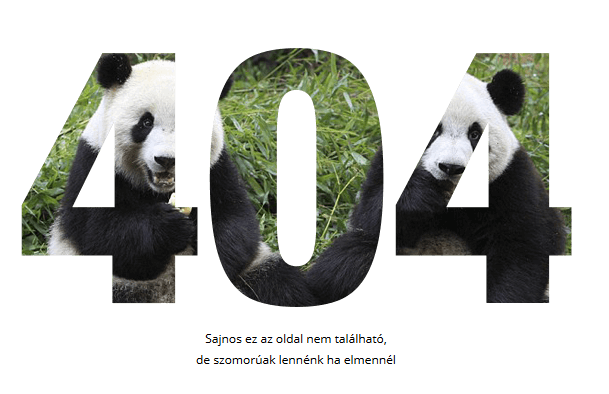 404
Sajnos ez az oldal nem található,
de szomorúak lennénk ha elmennél